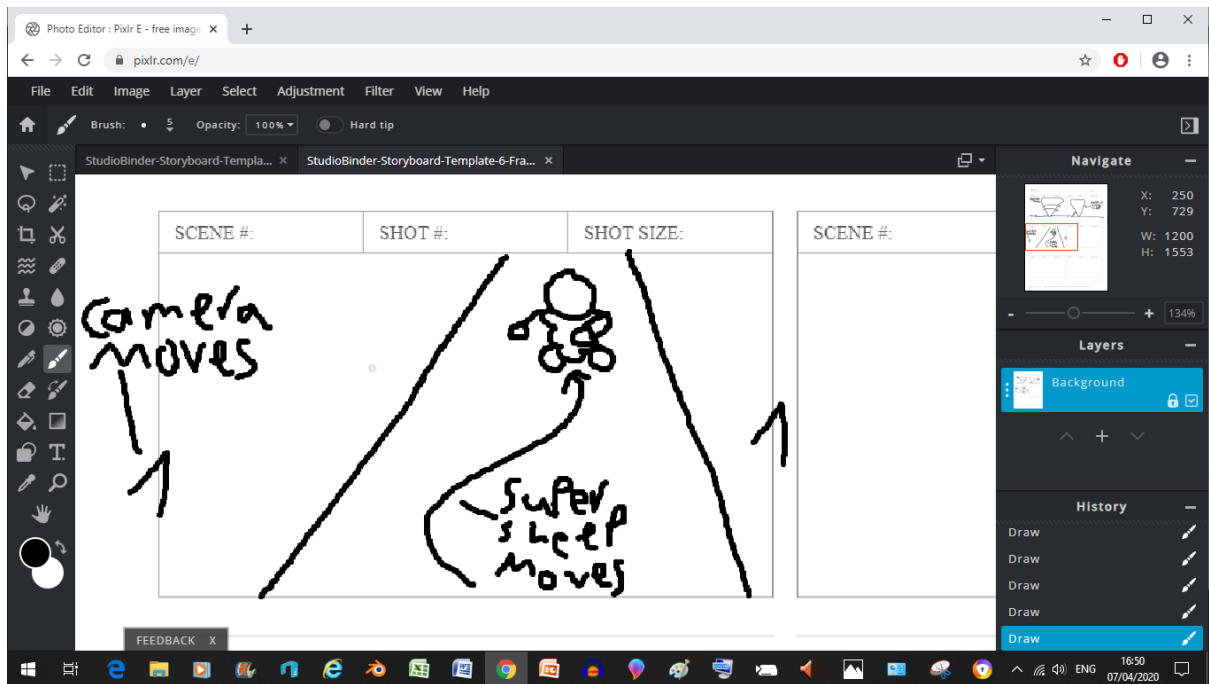 Photo Editor : Pixlr E - free image
pixlr.com/e/
File Edit Image Layer Select Adjustment Filter View Help
Brush: 5 Opacity: 100% Hard tip
StudioBinder-Storyboard-Templa... StudioBinder-Storyboard-Template-6-Fra...
SCENE #: SHOT #: SHOT SIZE: SCENE #:
camera
moves
1
1
super
sheep
moves
Navigate
X: 250
Y: 729
W: 1200
H: 1553
134%
Layers
Background
History
Draw
Draw
Draw
Draw
Draw
FEEDBACK X
ENG 16:50
07/04/2020